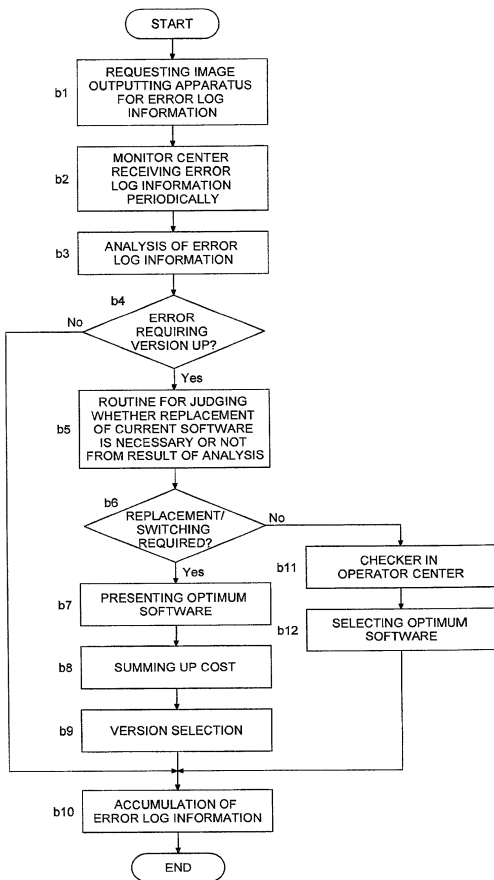 START
b1
REQUESTING IMAGE
OUTPUTTING APPARATUS
FOR ERROR LOG
INFORMATION
b2
MONITOR CENTER
RECEIVING ERROR
LOG INFORMATION
PERIODICALLY
b3
ANALYSIS OF ERROR
LOG INFORMATION
b4
No
ERROR
REQUIRING
VERSION UP?
Yes
b5
ROUTINE FOR JUDGING
WHETHER REPLACEMENT
OF CURRENT SOFTWARE
IS NECESSARY OR NOT
FROM RESULT OF ANALYSIS
b6
REPLACEMENT/
SWITCHING
REQUIRED?
No
Yes
b11
CHECKER IN
OPERATOR CENTER
b7
PRESENTING OPTIMUM
SOFTWARE
b12
SELECTING OPTIMUM
SOFTWARE
b8
SUMMING UP COST
b9
VERSION SELECTION
b10
ACCUMULATION OF
ERROR LOG INFORMATION
END